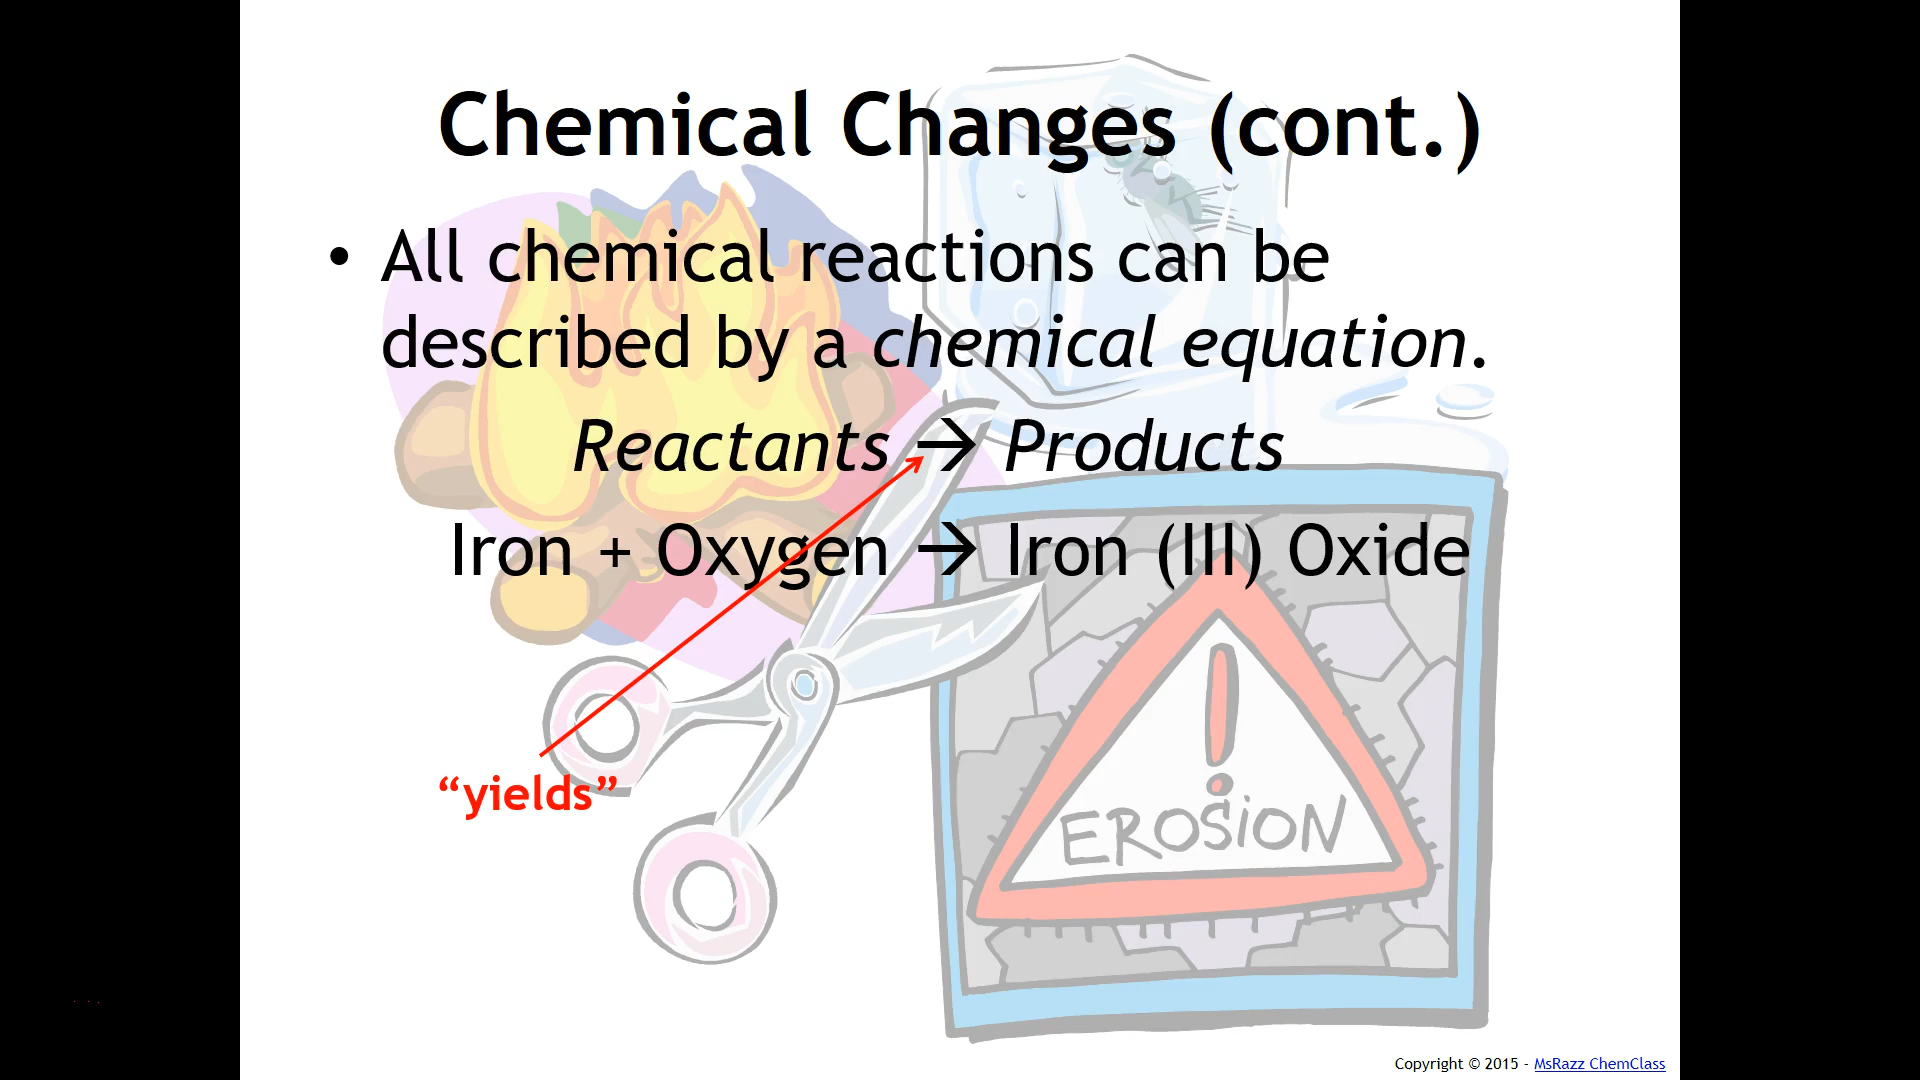 Chemical Changes (cont.)
• All chemical reactions can be
described by a chemical equation.
Reactants → Products
Iron + Oxygen → Iron (III) Oxide
“yields”
EROSION
Copyright © 2015 - MsRazz ChemClass